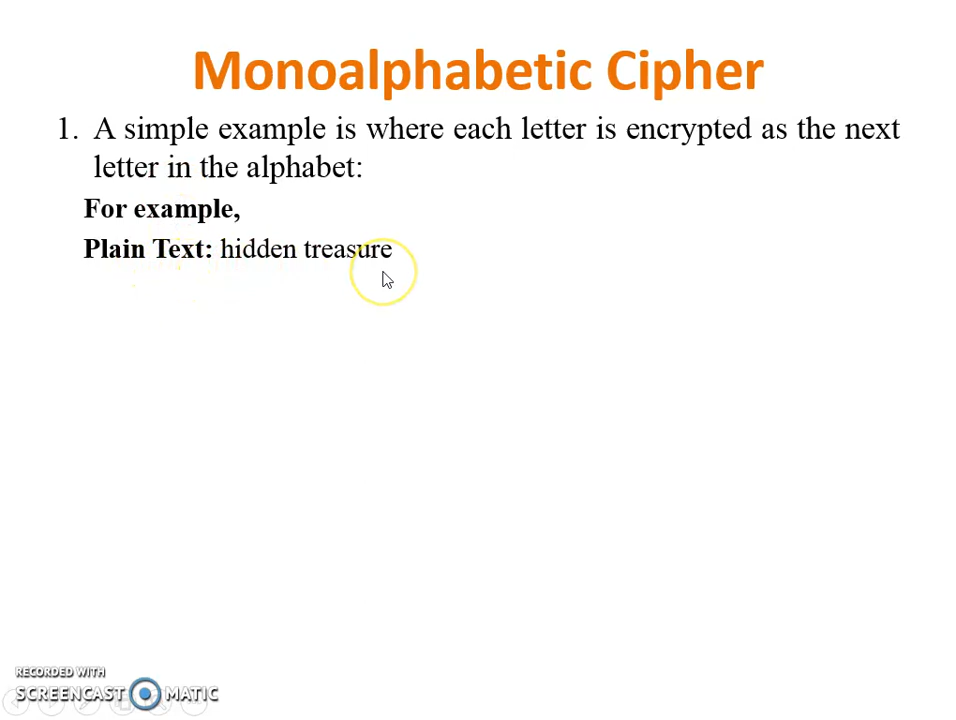 Monoalphabetic Cipher
1. A simple example is where each letter is encrypted as the next
letter in the alphabet:
For example,
Plain Text: hidden treasure
RECORDED WITH
SCREENCAST MATIC